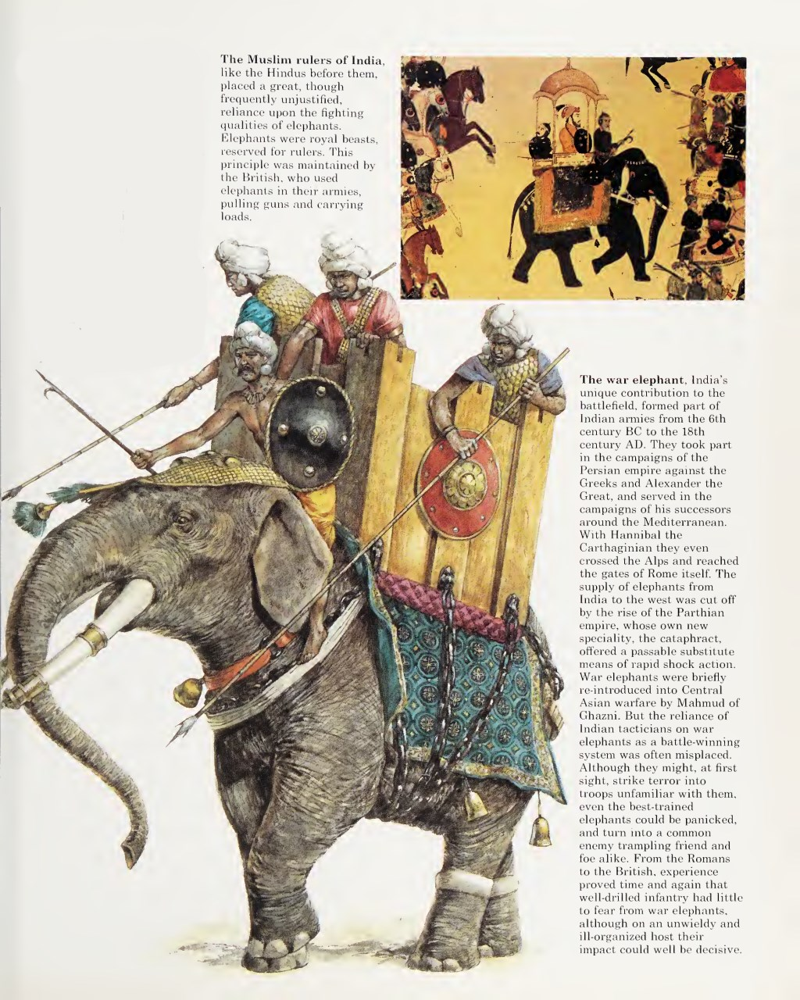 The Muslim rulers of India,
like the Hindus before them,
placed a great, though
frequently unjustified,
reliance upon the fighting
qualities of elephants.
Elephants were royal beasts,
reserved for rulers. This
principle was maintained by
the British, who used
elephants in their armies,
pulling guns and carrying
loads.
The war elephant, India's
unique contribution to the
battlefield, formed part of
Indian armies from the 6th
century BC to the 18th
century AD. They took part
in the campaigns of the
Persian empire against the
Greeks and Alexander the
Great, and served in the
campaigns of his successors
around the Mediterranean.
With Hannibal the
Carthaginian they even
crossed the Alps and reached
the gates of Rome itself. The
supply of elephants from
India to the west was cut off
by the rise of the Parthian
empire, whose own new
speciality, the cataphract,
offered a passable substitute
means of rapid shock action.
War elephants were briefly
re-introduced into Central
Asian warfare by Mahmud of
Ghazni. But the reliance of
Indian tacticians on war
elephants as a battle-winning
system was often misplaced.
Although they might, at first
sight, strike terror into
troops unfamiliar with them,
even the best-trained
elephants could be panicked,
and turn into a common
enemy trampling friend and
foe alike. From the Romans
to the British, experience
proved time and again that
well-drilled infantry had little
to fear from war elephants,
although on an unwieldy and
ill-organized host their
impact could well be decisive.